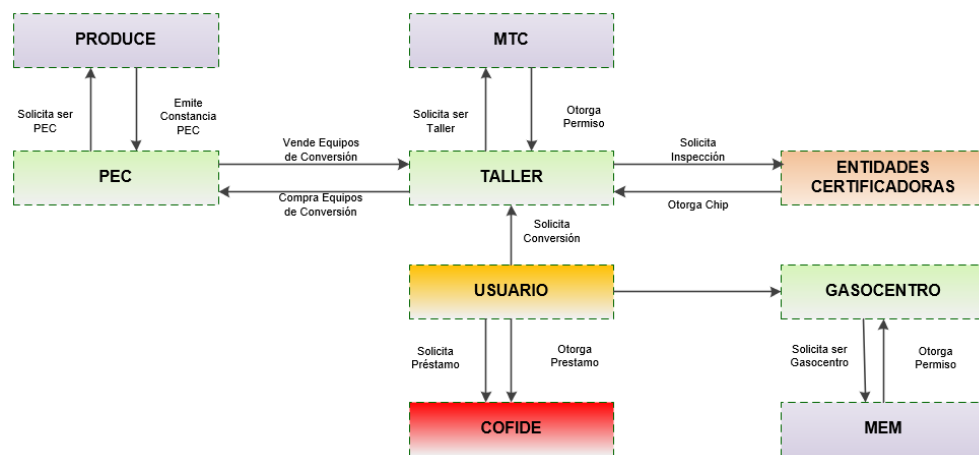 PRODUCE
MTC
Solicita ser
PEC
Emite
Constancia
PEC
Solicita ser
Taller
Otorga
Permiso
Vende Equipos
de Conversión
Solicita
Inspección
PEC
TALLER
ENTIDADES
CERTIFICADORAS
Compra Equipos
de Conversión
Otorga Chip
Solicita
Conversión
USUARIO
GASOCENTRO
Solicita
Préstamo
Otorga
Prestamo
Solicita ser
Gasocentro
Otorga
Permiso
COFIDE
MEM